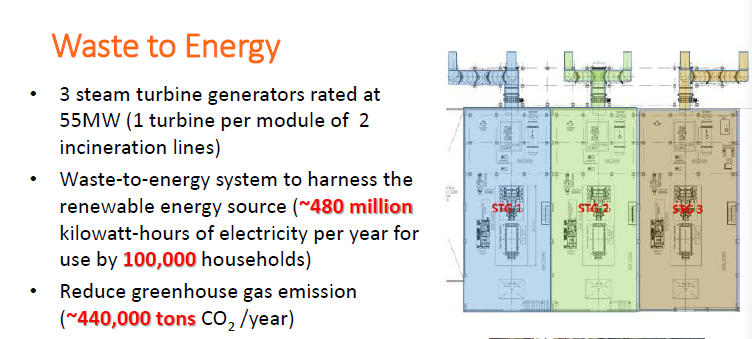 Waste to Energy
• 3 steam turbine generators rated at
55MW (1 turbine per module of 2
incineration lines)
• Waste-to-energy system to harness the
renewable energy source (~480 million
kilowatt-hours of electricity per year for
use by 100,000 households)
• Reduce greenhouse gas emission
(~440,000 tons CO₂ /year)
STG 1
STG 2
STG 3